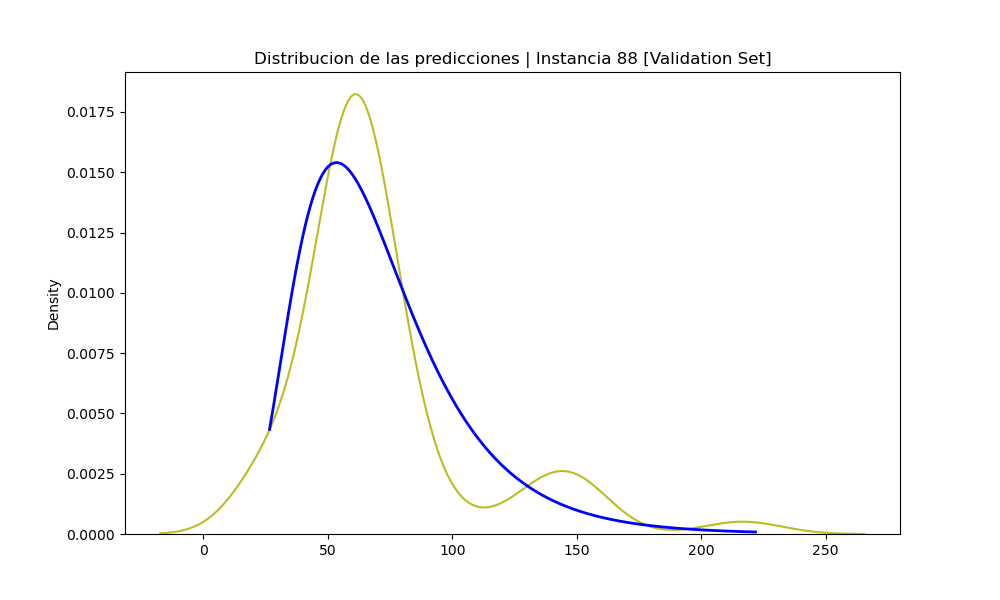 Distribucion de las predicciones | Instancia 88 [Validation Set]
Density
0.0175
0.0150
0.0125
0.0100
0.0075
0.0050
0.0025
0.0000
0 50 100 150 200 250